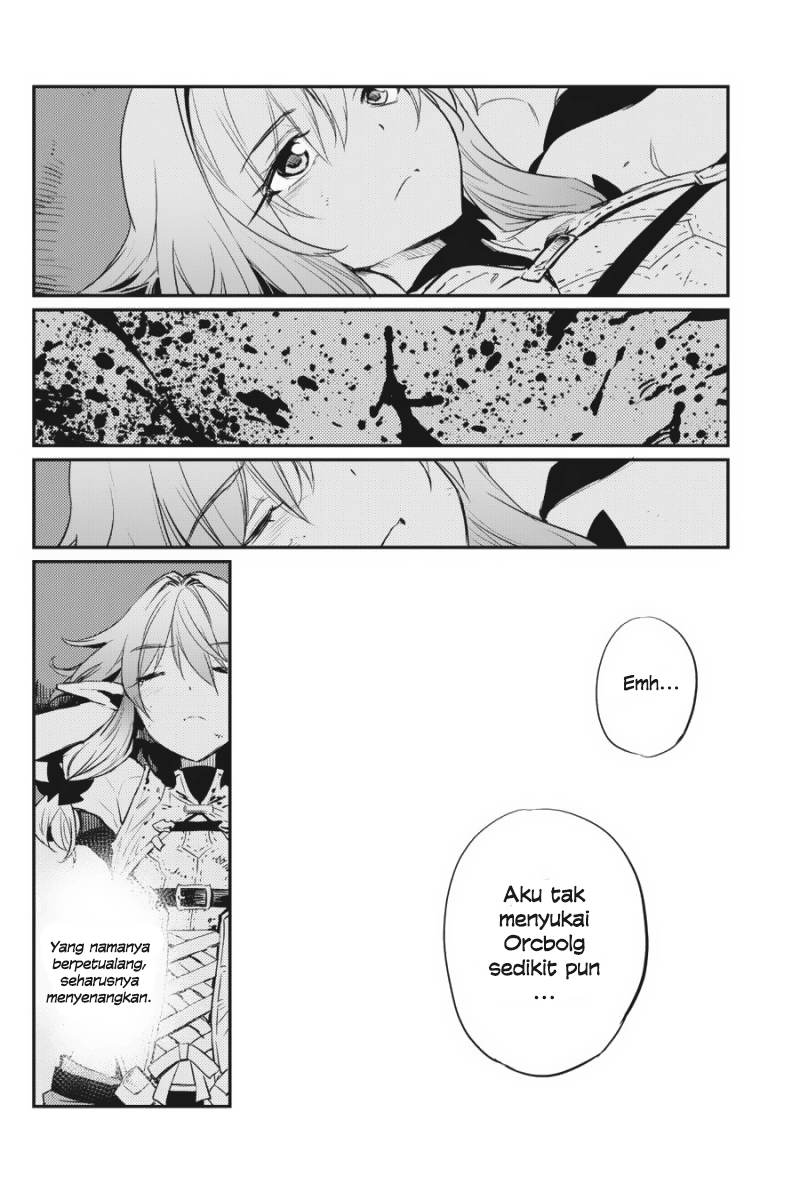 Emh...
Aku tak
menyukai
Orcbolg
sedikit pun
...
Yang namanya
berpetualang,
seharusnya
menyenangkan.